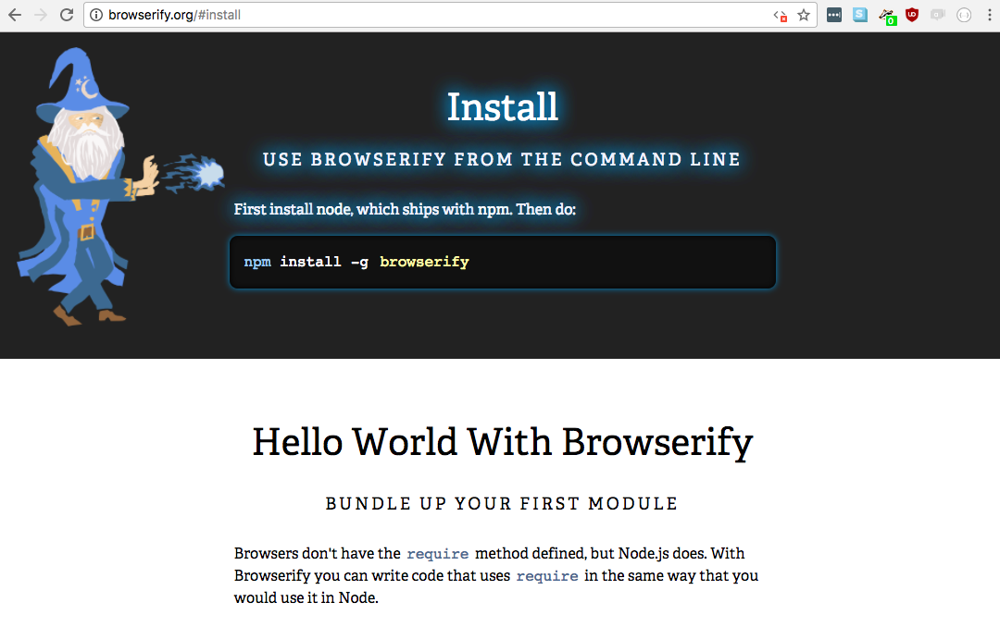 browserify.org/#install
S
0
Install
USE BROWSERIFY FROM THE COMMAND LINE
First install node, which ships with npm. Then do:
npm install -g browserify
Hello World With Browserify
BUNDLE UP YOUR FIRST MODULE
Browsers don't have the require method defined, but Node.js does. With
Browserify you can write code that uses require in the same way that you
would use it in Node.